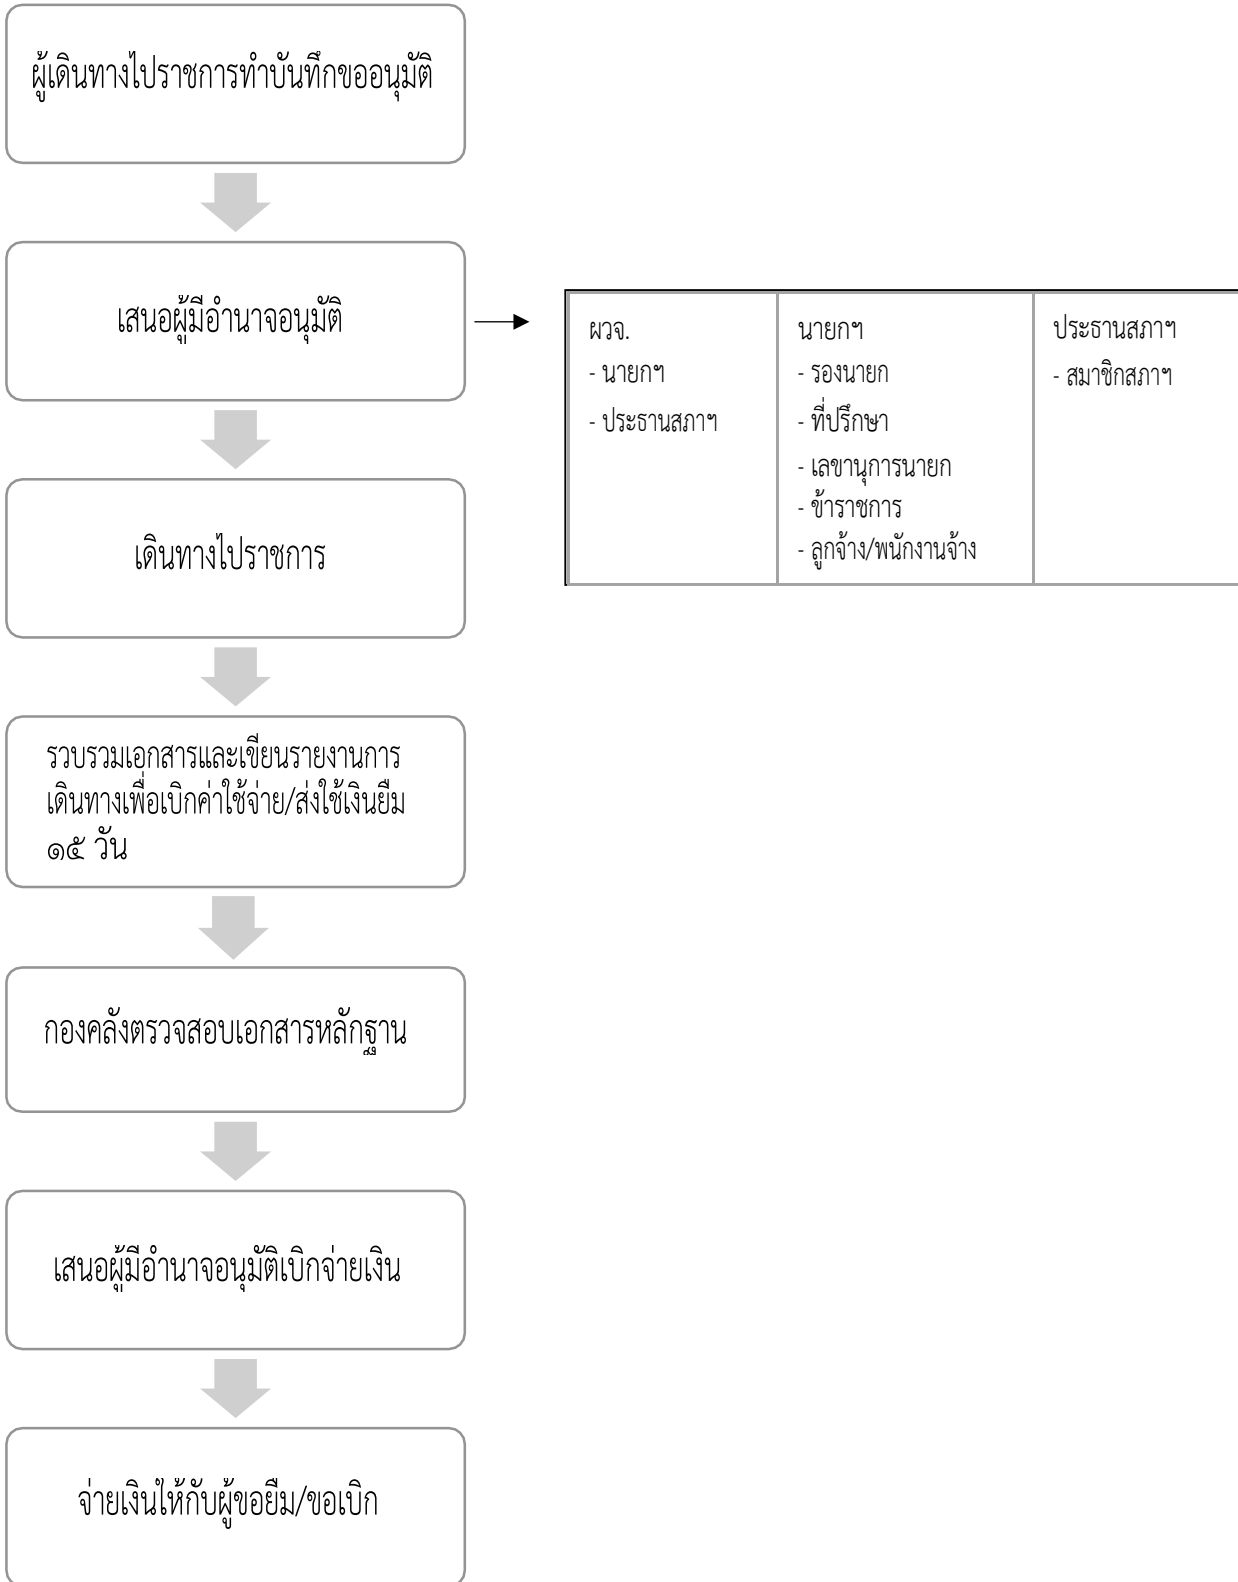 ผู้เดินทางไปราชการทำบันทึกขออนุมัติ
เสนอผู้มีอำนาจอนุมัติ
ผวจ.
- นายกฯ
- ประธานสภาฯ
นายกฯ
- รองนายก
- ที่ปรึกษา
- เลขานุการนายก
- ข้าราชการ
- ลูกจ้าง/พนักงานจ้าง
ประธานสภาฯ
- สมาชิกสภาฯ
เดินทางไปราชการ
รวบรวมเอกสารและเขียนรายงานการ
เดินทางเพื่อเบิกค่าใช้จ่าย/ส่งใช้เงินยืม
๑๕ วัน
กองคลังตรวจสอบเอกสารหลักฐาน
เสนอผู้มีอำนาจอนุมัติเบิกจ่ายเงิน
จ่ายเงินให้กับผู้ขอยืม/ขอเบิก